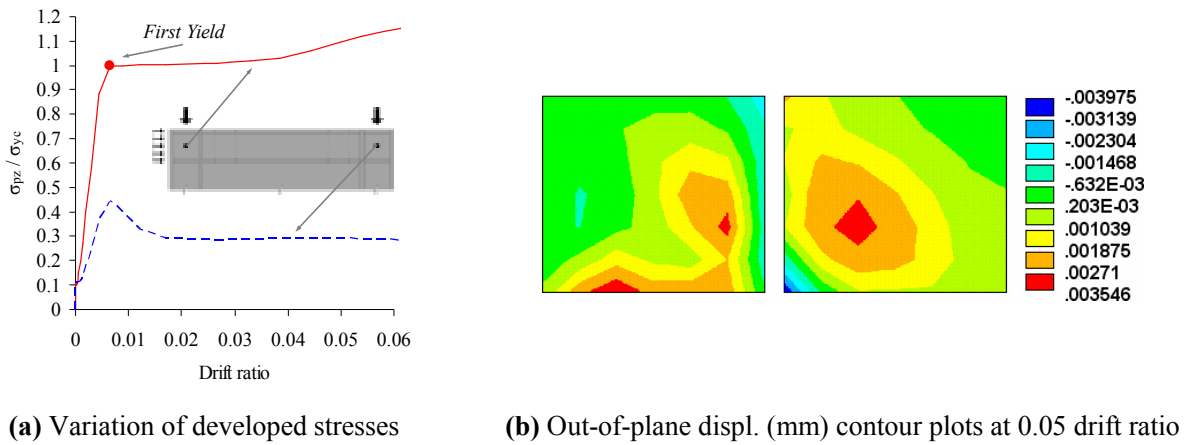 1.2
1.1
1
0.9
0.8
0.7
0.6
0.5
0.4
0.3
0.2
0.1
0
σpz / σyc
First Yield
0 0.01 0.02 0.03 0.04 0.05 0.06
Drift ratio
-.003975
-.003139
-.002304
-.001468
-.632E-03
.203E-03
.001039
.001875
.00271
.003546
(a) Variation of developed stresses
(b) Out-of-plane displ. (mm) contour plots at 0.05 drift ratio